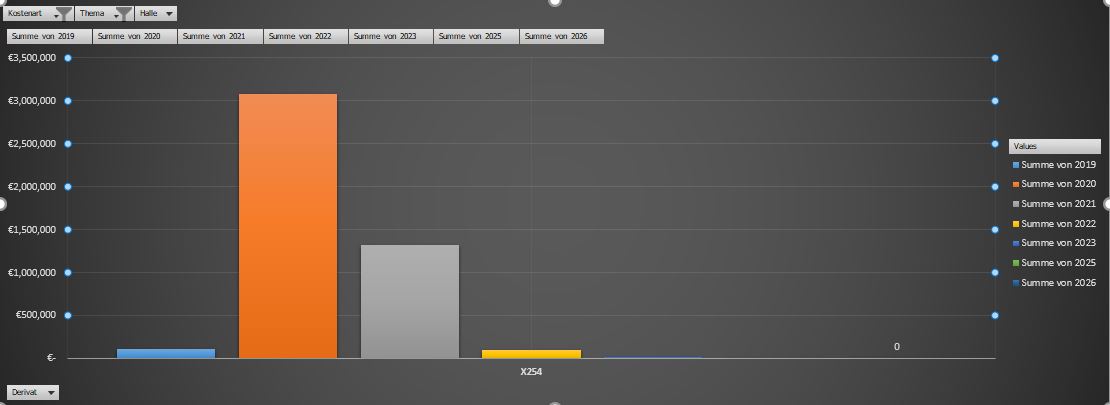 Kostenart Thema Halle
Summe von 2019 Summe von 2020 Summe von 2021 Summe von 2022 Summe von 2023 Summe von 2025 Summe von 2026
€3,500,000
€3,000,000
€2,500,000
€2,000,000
€1,500,000
€1,000,000
€500,000
€-
0
X254
Values
Summe von 2019
Summe von 2020
Summe von 2021
Summe von 2022
Summe von 2023
Summe von 2025
Summe von 2026
Derivat